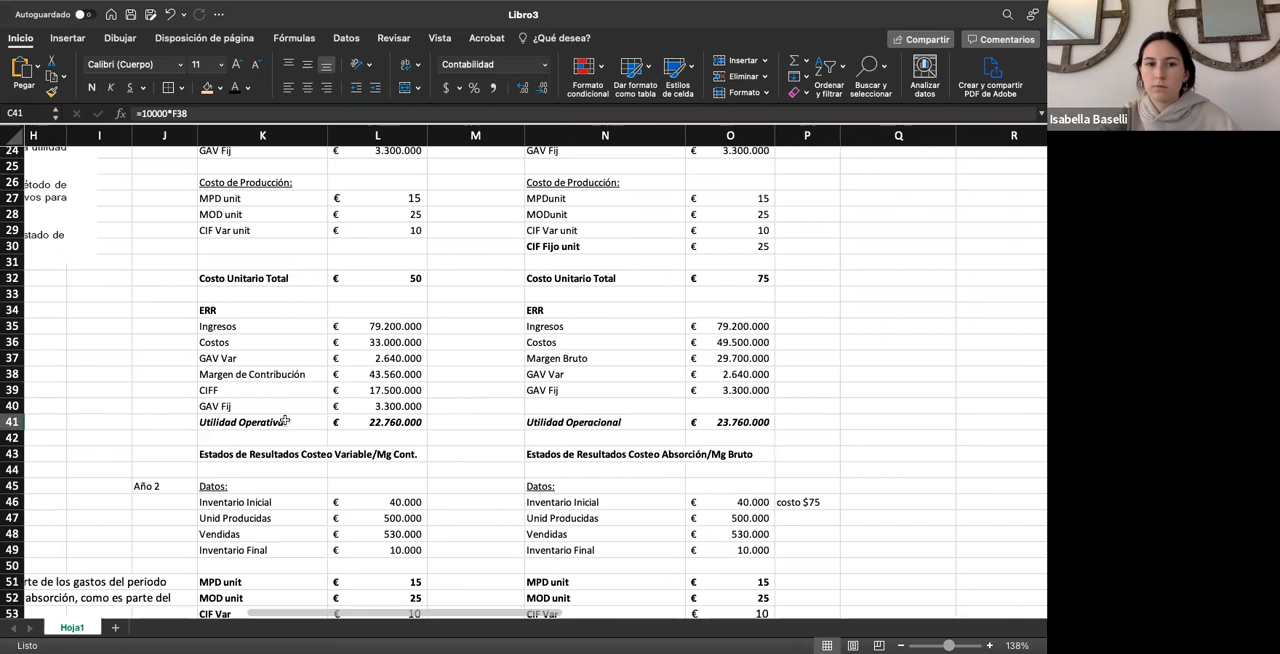 Autoguardado
Libro3
Inicio Insertar Dibujar Disposición de página Fórmulas Datos Revisar Vista Acrobat ¿Qué desea?
Compartir Comentarios
Pegar
Calibri (Cuerpo) 11
N K S
Contabilidad
Formato condicional
Dar formato como tabla
Estilos de celda
Insertar
Eliminar
Formato
Ordenar y filtrar
Buscar y seleccionar
Analizar datos
Crear y compartir PDF de Adobe
Isabella Baselli
C41 fx =10000*F38
H I J K L M N O P Q R
24 GAV Fij € 3.300.000 GAV Fij € 3.300.000
25
26 étodo de Costo de Producción: Costo de Producción:
27 vos para MPD unit € 15 MPDunit € 15
28 MOD unit € 25 MODunit € 25
29 stado de CIF Var unit € 10 CIF Var unit € 10
30 CIF Fijo unit € 25
31
32 Costo Unitario Total € 50 Costo Unitario Total € 75
33
34 ERR ERR
35 Ingresos € 79.200.000 Ingresos € 79.200.000
36 Costos € 33.000.000 Costos € 49.500.000
37 GAV Var € 2.640.000 Margen Bruto € 29.700.000
38 Margen de Contribución € 43.560.000 GAV Var € 2.640.000
39 CIFF € 17.500.000 GAV Fij € 3.300.000
40 GAV Fij € 3.300.000
41 Utilidad Operativa € 22.760.000 Utilidad Operacional € 23.760.000
42
43 Estados de Resultados Costeo Variable/Mg Cont. Estados de Resultados Costeo Absorción/Mg Bruto
44
45 Año 2 Datos: Datos:
46 Inventario Inicial € 40.000 Inventario Inicial € 40.000 costo $75
47 Unid Producidas € 500.000 Unid Producidas € 500.000
48 Vendidas € 530.000 Vendidas € 530.000
49 Inventario Final € 10.000 Inventario Final € 10.000
50
51 rte de los gastos del periodo MPD unit € 15 MPD unit € 15
52 absorción, como es parte del MOD unit € 25 MOD unit € 25
53 CIF Var € 10 CIF Var € 10
Hoja1
Listo 138%